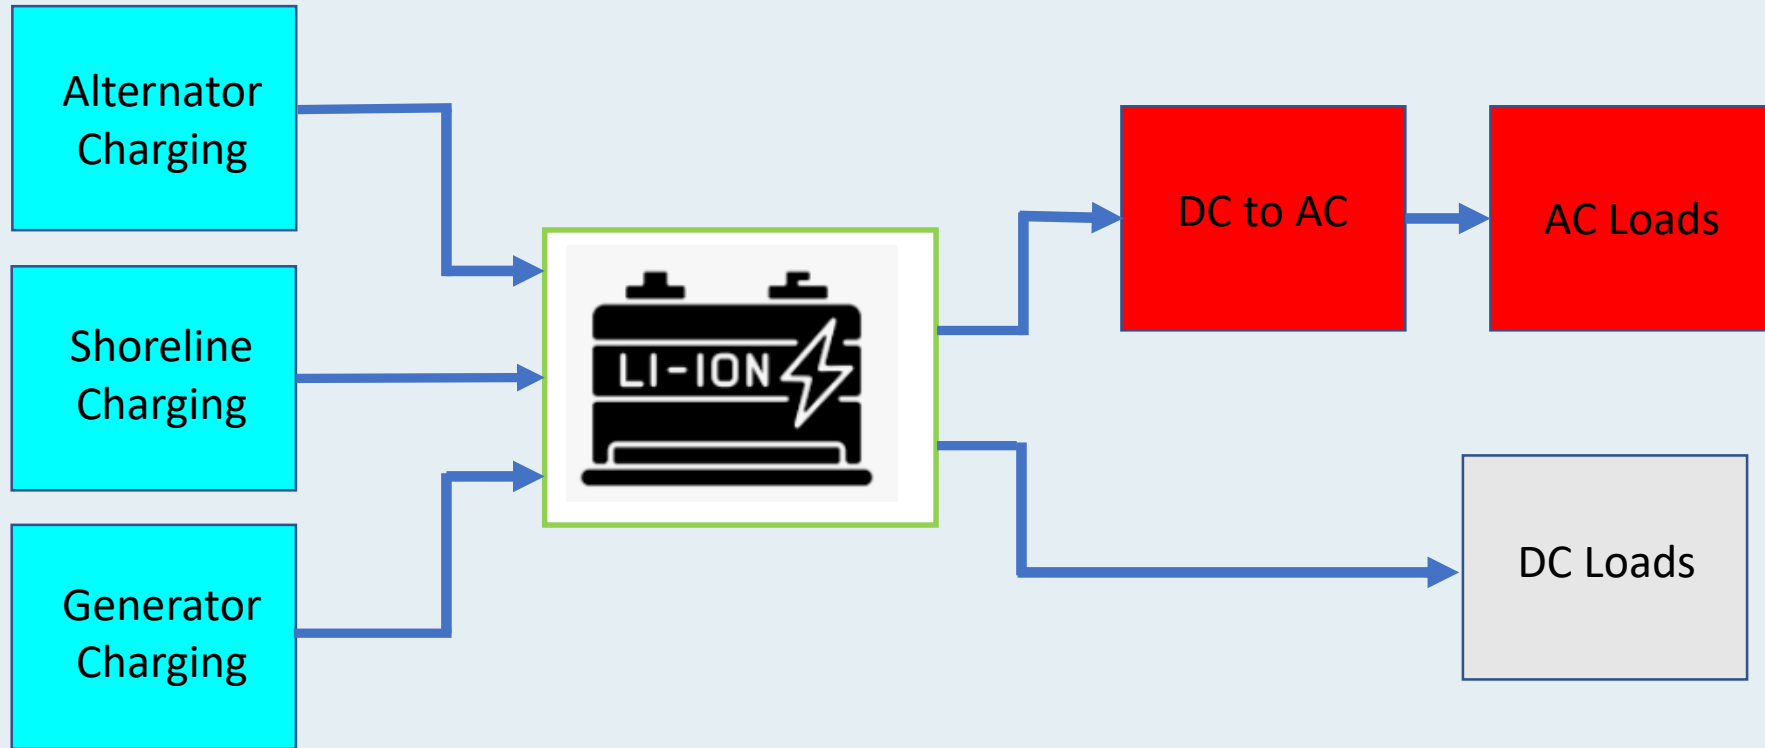 Alternator
Charging
Shoreline
Charging
Generator
Charging
LI-ION
DC to AC
AC Loads
DC Loads